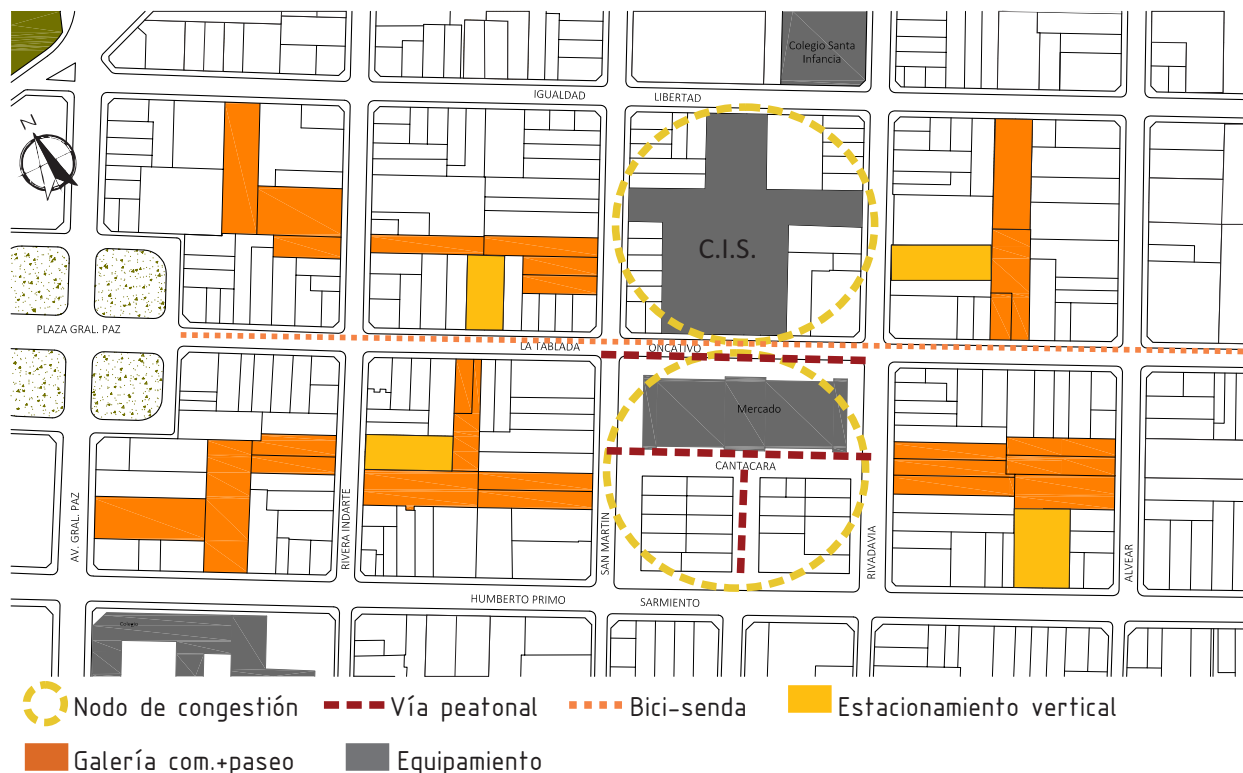 Colegio Santa
Infancia
IGUALDAD
LIBERTAD
N
C.I.S.
PLAZA GRAL. PAZ
LA TABLADA
ONCATIVO
Mercado
CANTACARA
AV. GRAL. PAZ
RIVERA INDARTE
SAN MARTIN
RIVADAVIA
ALVEAR
HUMBERTO PRIMO
SARMIENTO
Colegio
Nodo de congestión
Vía peatonal
Bici-senda
Estacionamiento vertical
Galería com.+paseo
Equipamiento